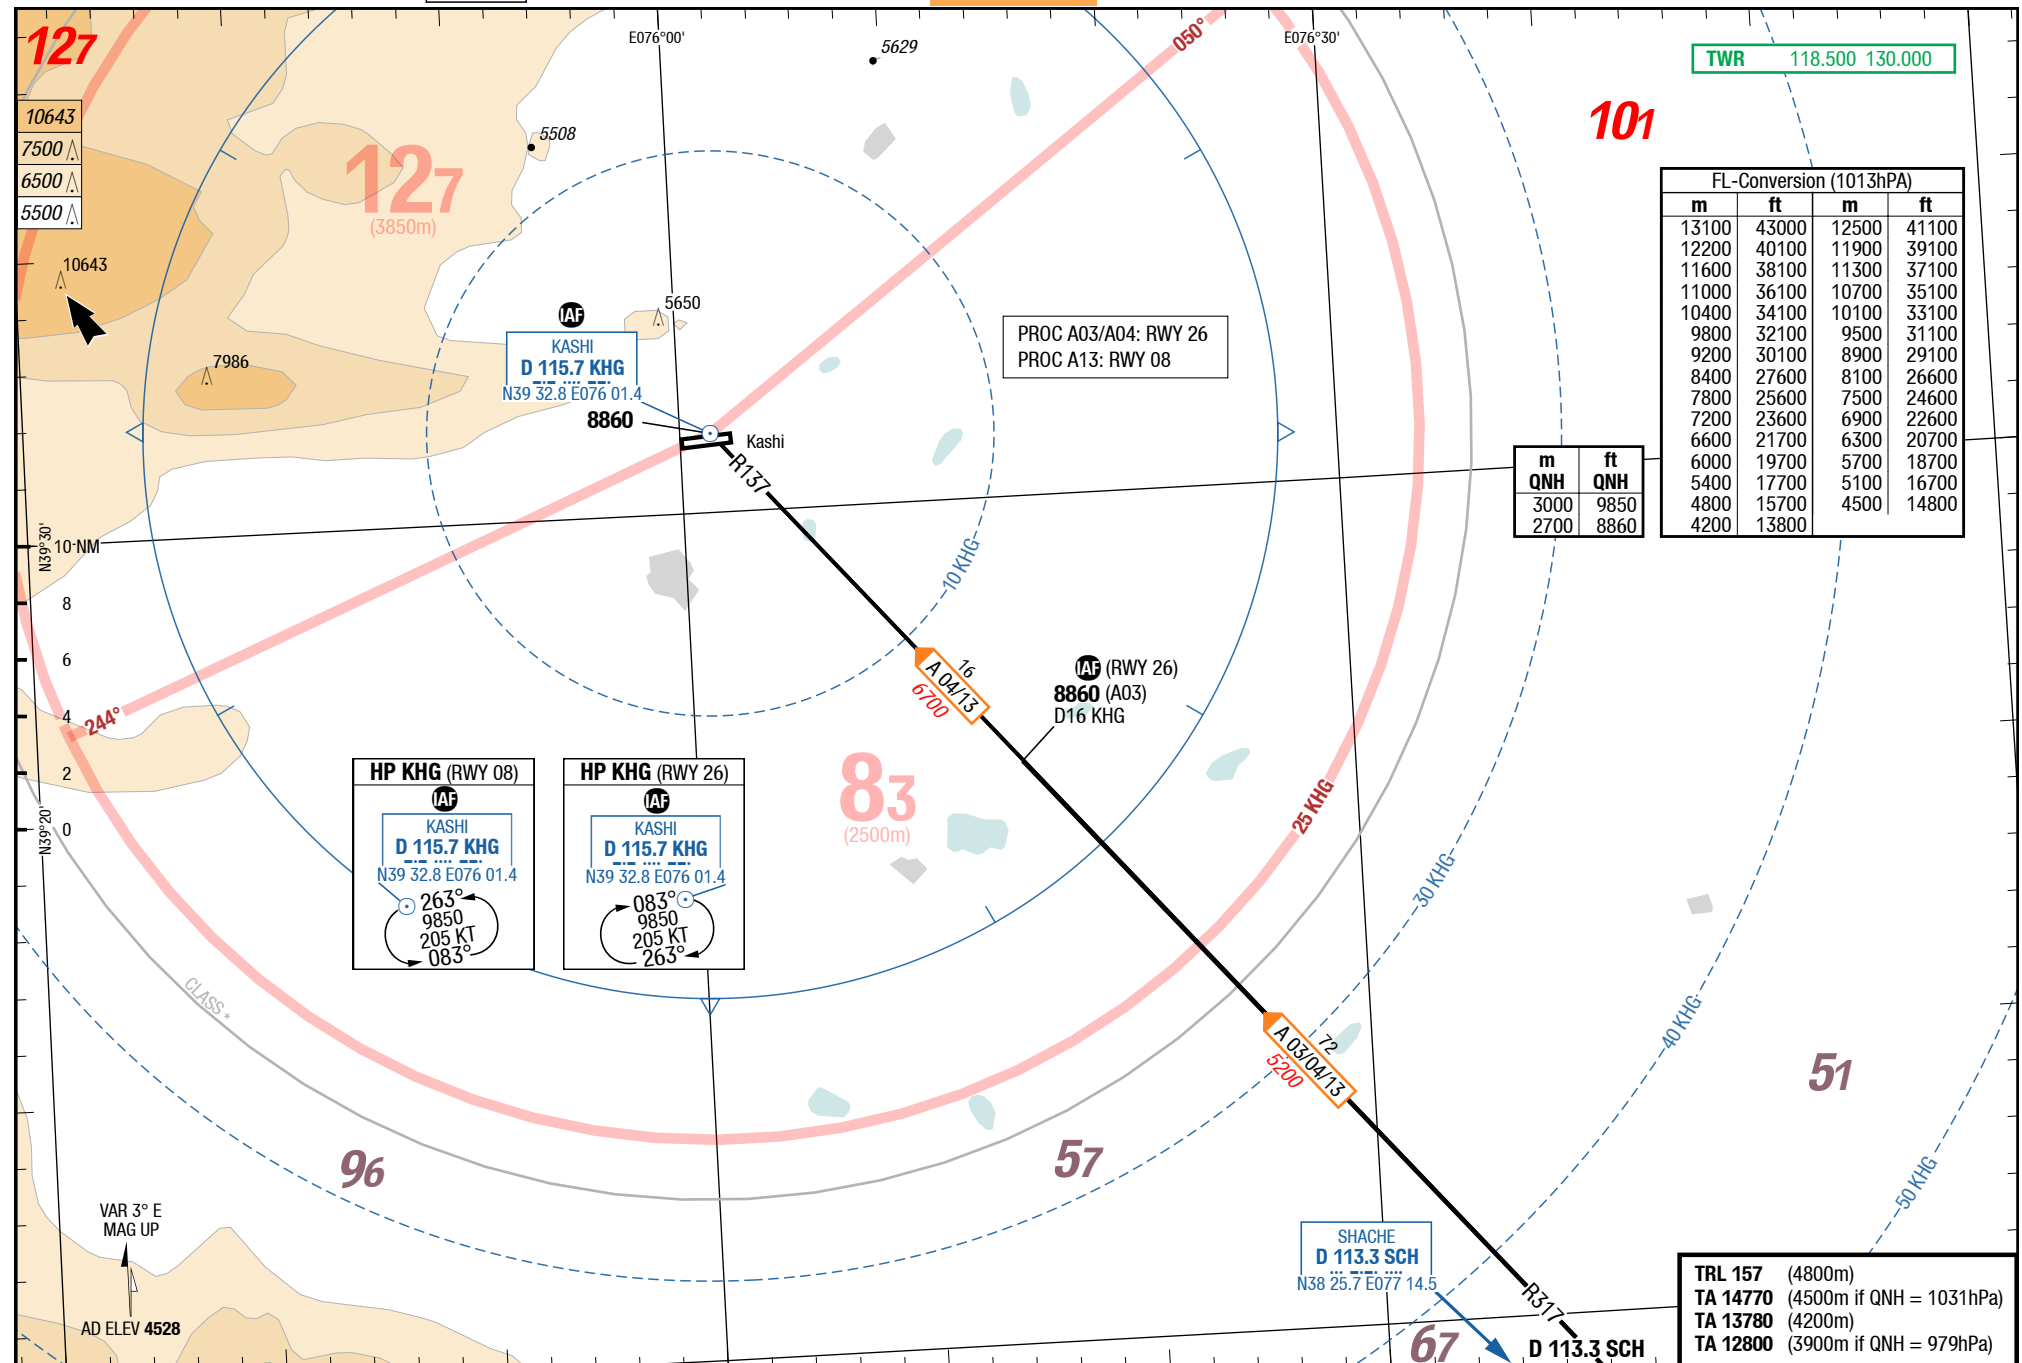 127
E076°00'
5629
050°
E076°30'
TWR 118.500 130.000
10643
7500
6500
5500
5508
101
127
(3850m)
FL-Conversion (1013hPA)
m ft m ft
13100 43000 12500 41100
12200 40100 11900 39100
11600 38100 11300 37100
11000 36100 10700 35100
10400 34100 10100 33100
9800 32100 9500 31100
9200 30100 8900 29100
8400 27600 8100 26600
7800 25600 7500 24600
7200 23600 6900 22600
6600 21700 6300 20700
6000 19700 5700 18700
5400 17700 5100 16700
4800 15700 4500 14800
4200 13800
10643
5650
7986
IAF
KASHI
D 115.7 KHG
N39 32.8 E076 01.4
8860
Kashi
PROC A03/A04: RWY 26
PROC A13: RWY 08
m ft
QNH QNH
3000 9850
2700 8860
R137
N39°30'
10 NM
8
6
4
2
0
N39°20'
10 KHG
244°
16
A 04/13
6700
IAF (RWY 26)
8860 (A03)
D16 KHG
83
(2500m)
25 KHG
30 KHG
40 KHG
50 KHG
HP KHG (RWY 08)
IAF
KASHI
D 115.7 KHG
N39 32.8 E076 01.4
263°
9850
205 KT
083°
HP KHG (RWY 26)
IAF
KASHI
D 115.7 KHG
N39 32.8 E076 01.4
083°
9850
205 KT
263°
CLASS *
72
A 03/04/13
5200
51
57
96
VAR 3° E
MAG UP
AD ELEV 4528
SHACHE
D 113.3 SCH
N38 25.7 E077 14.5
R317
67
D 113.3 SCH
TRL 157 (4800m)
TA 14770 (4500m if QNH = 1031hPa)
TA 13780 (4200m)
TA 12800 (3900m if QNH = 979hPa)